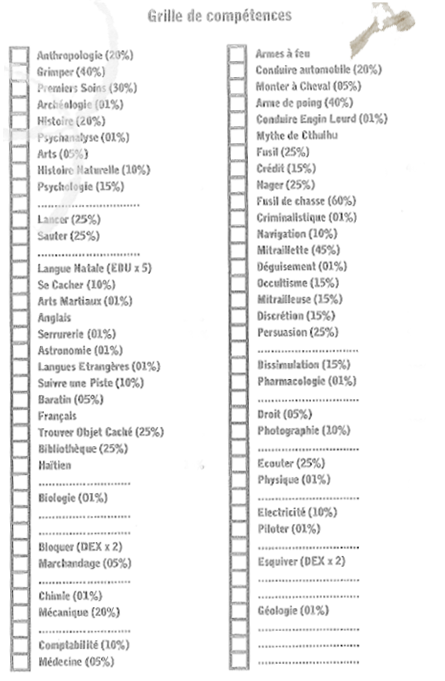 Grille de compétences
Anthropologie (20%)
Grimper (40%)
Premiers Soins (30%)
Archéologie (01%)
Histoire (20%)
Psychanalyse (01%)
Arts (05%)
Histoire Naturelle (10%)
Psychologie (15%)
........................
Lancer (25%)
Sauter (25%)
........................
Langue Natale (EDU x 5)
Se Cacher (10%)
Arts Martiaux (01%)
Anglais
Serrurerie (01%)
Astronomie (01%)
Langues Etrangères (01%)
Suivre une Piste (10%)
Baratin (05%)
Français
Trouver Objet Caché (25%)
Bibliothèque (25%)
Haïtien
........................
Biologie (01%)
........................
........................
Bloquer (DEX x 2)
Marchandage (05%)
........................
Chimie (01%)
Mécanique (20%)
........................
Comptabilité (10%)
Médecine (05%)
Armes à feu
Conduire automobile (20%)
Monter à Cheval (05%)
Arme de poing (40%)
Conduire Engin Lourd (01%)
Mythe de Cthulhu
Fusil (25%)
Crédit (15%)
Nager (25%)
Fusil de chasse (60%)
Criminalistique (01%)
Navigation (10%)
Mitraillette (45%)
Déguisement (01%)
Occultisme (15%)
Mitrailleuse (15%)
Discrétion (15%)
Persuasion (25%)
........................
Dissimulation (15%)
Pharmacologie (01%)
........................
Droit (05%)
Photographie (10%)
........................
Ecouter (25%)
Physique (01%)
........................
Electricité (10%)
Piloter (01%)
........................
Esquiver (DEX x 2)
........................
........................
Géologie (01%)
........................
........................
........................